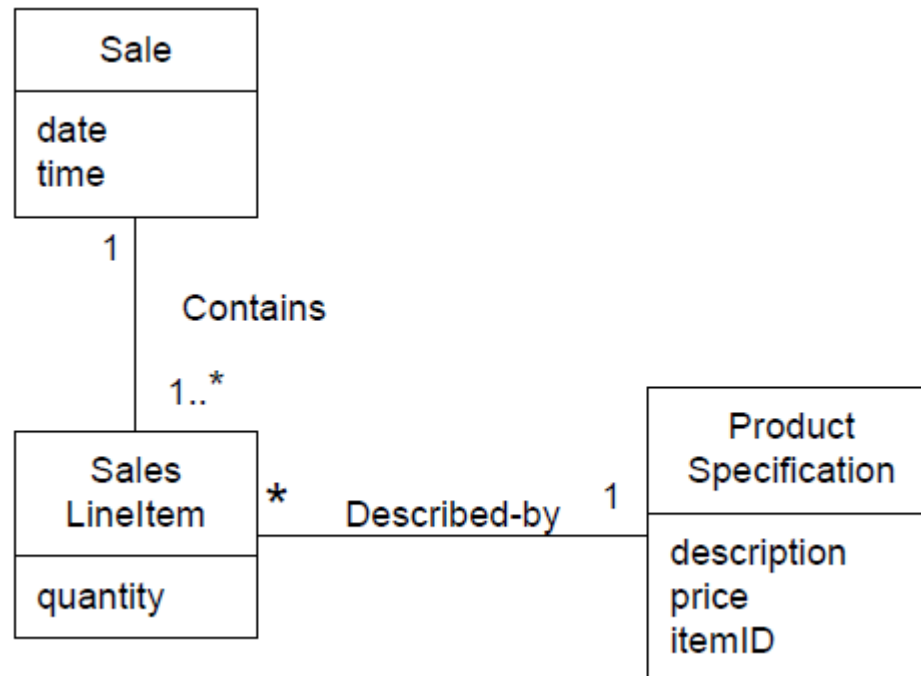 Sale
date
time
1
Contains
1..*
Sales
LineItem
quantity
*
Described-by
1
Product
Specification
description
price
itemID